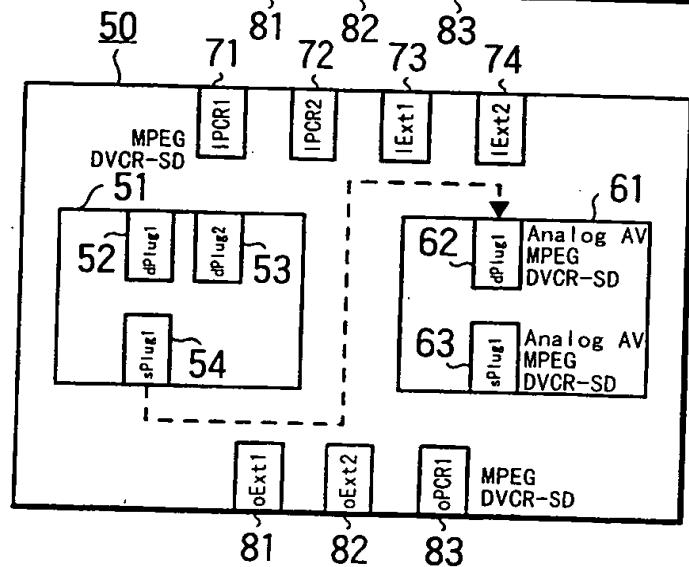 81 82 83
50 71 72 73 74
IPCR1
IPCR2
IExt1
IExt2
MPEG
DVCR-SD
51 61
52 dPlug1 dPlug2 53
62 dPlug1 Analog AV
MPEG
DVCR-SD
sPlug1 54
63 sPlug1 Analog AV
MPEG
DVCR-SD
oExt1
oExt2
oPCR1
MPEG
DVCR-SD
81 82 83